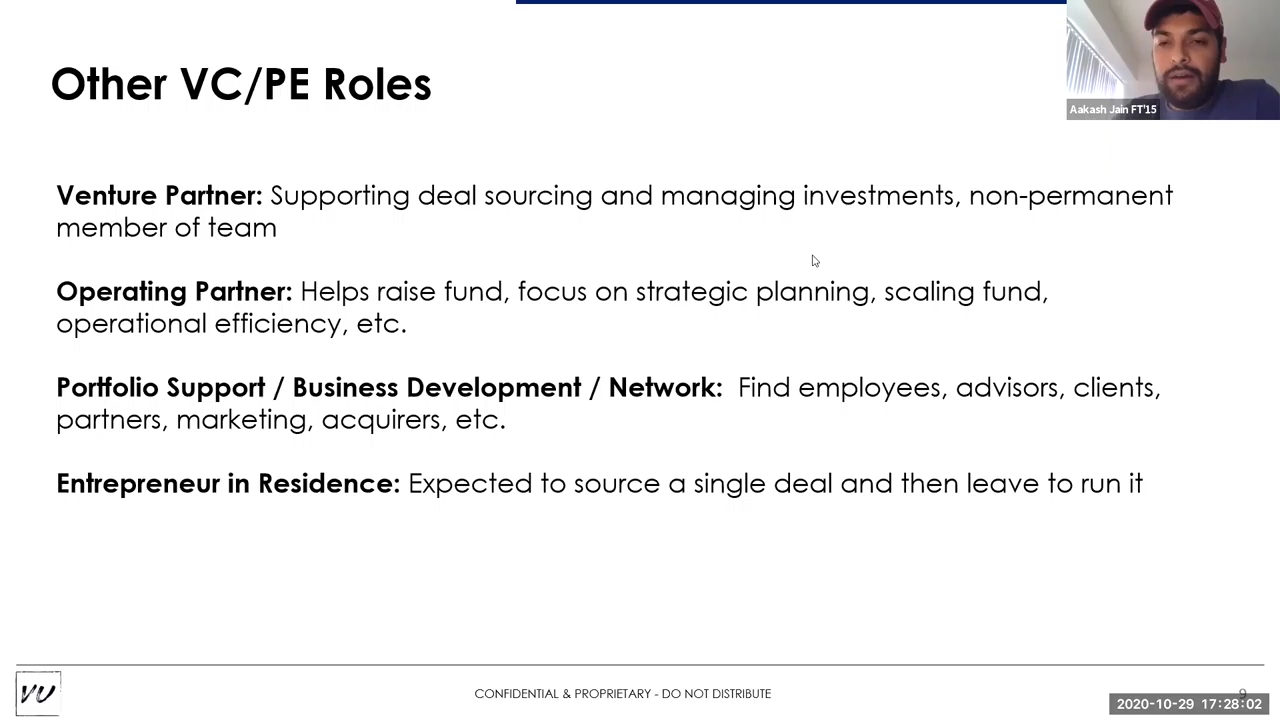 Other VC/PE Roles
Aakash Jain FT'15
Venture Partner: Supporting deal sourcing and managing investments, non-permanent
member of team
Operating Partner: Helps raise fund, focus on strategic planning, scaling fund,
operational efficiency, etc.
Portfolio Support / Business Development / Network: Find employees, advisors, clients,
partners, marketing, acquirers, etc.
Entrepreneur in Residence: Expected to source a single deal and then leave to run it
VU
CONFIDENTIAL & PROPRIETARY - DO NOT DISTRIBUTE
9
2020-10-29 17:28:02